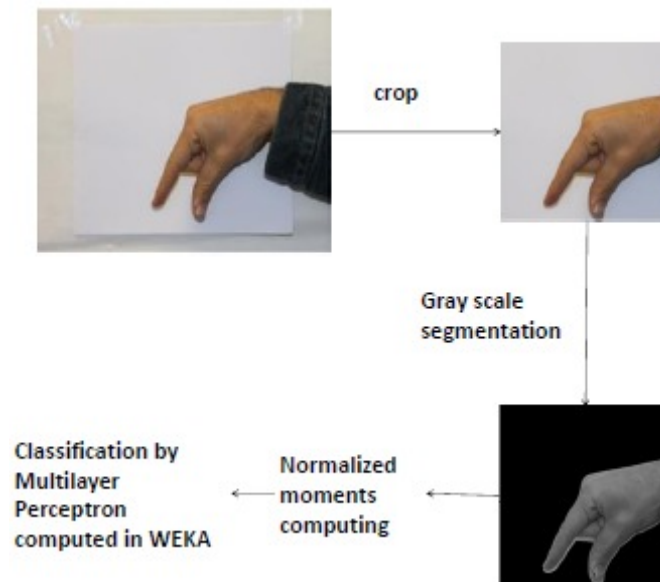 crop
Gray scale
segmentation
Normalized
moments
computing
Classification by
Multilayer
Perceptron
computed in WEKA